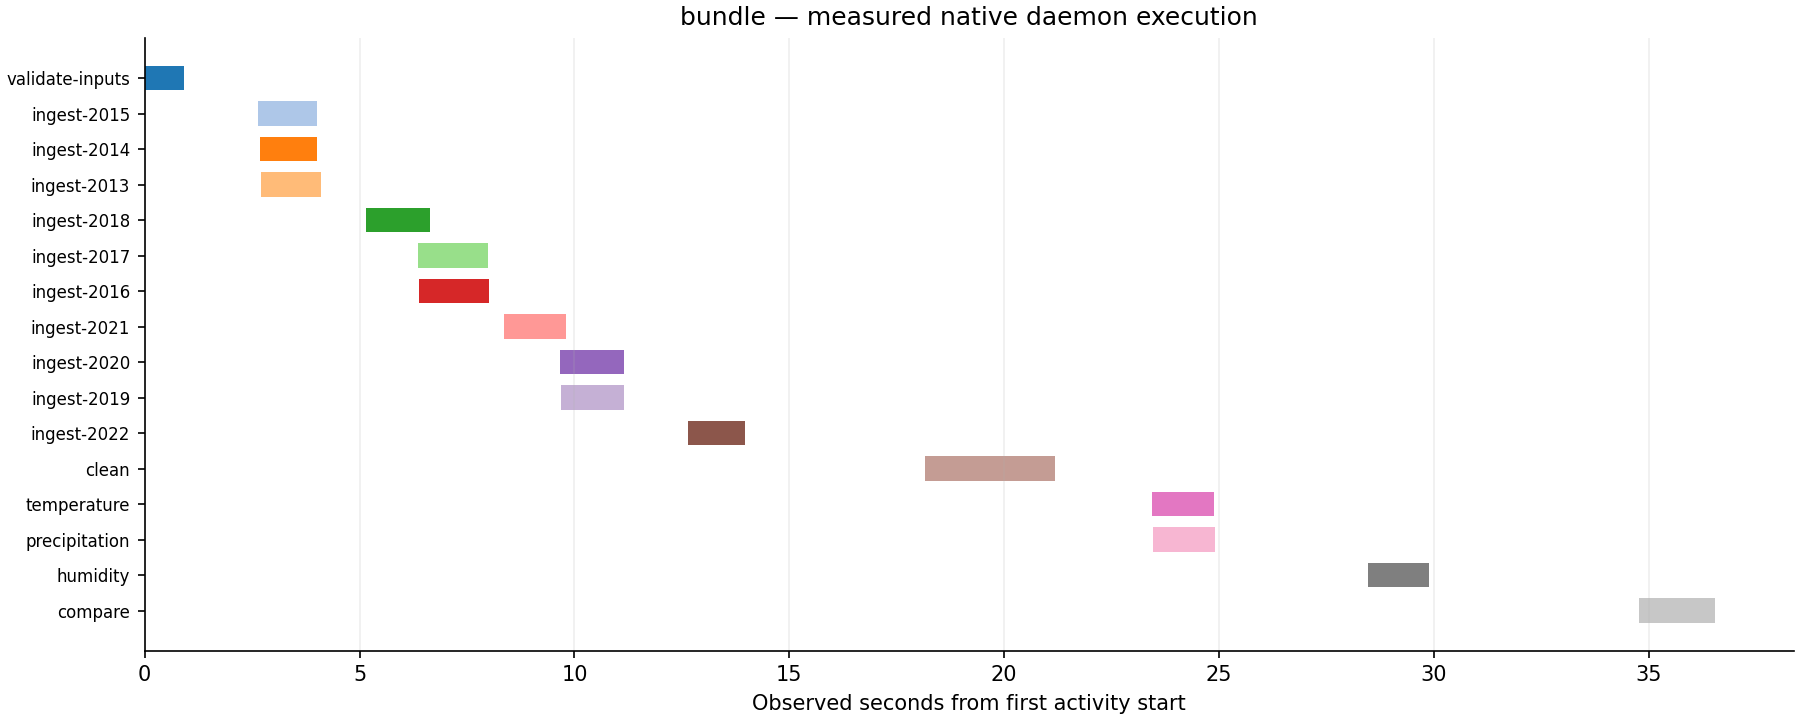 bundle — measured native daemon execution
validate-inputs
ingest-2015
ingest-2014
ingest-2013
ingest-2018
ingest-2017
ingest-2016
ingest-2021
ingest-2020
ingest-2019
ingest-2022
clean
temperature
precipitation
humidity
compare
0 5 10 15 20 25 30 35
Observed seconds from first activity start